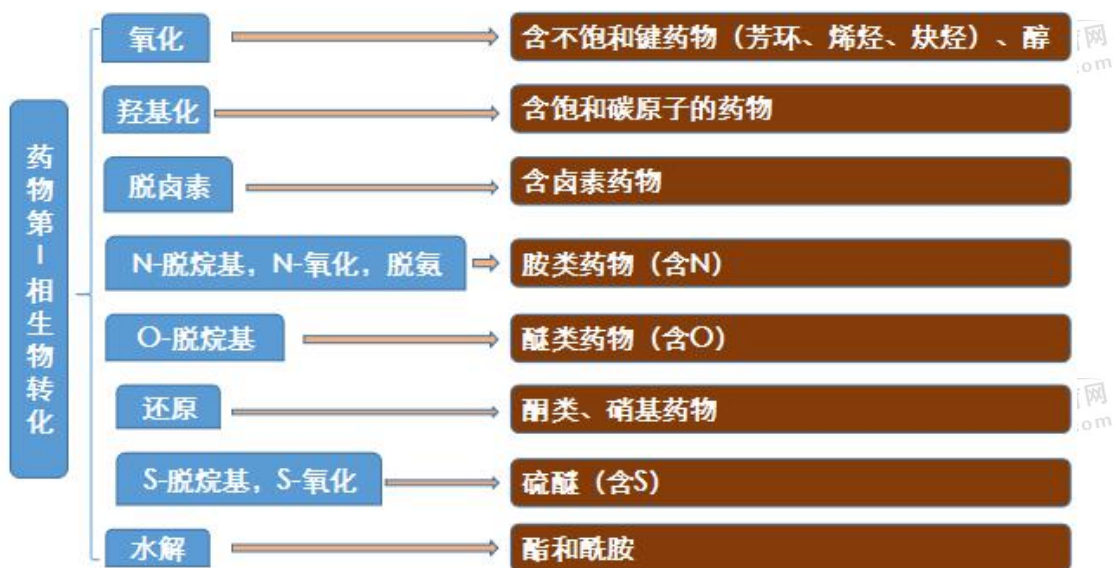 药物第Ⅰ相生物转化
氧化
含不饱和键药物（芳环、烯烃、炔烃）、醇
羟基化
含饱和碳原子的药物
脱卤素
含卤素药物
N-脱烷基，N-氧化，脱氨
胺类药物（含N）
O-脱烷基
醚类药物（含O）
还原
酮类、硝基药物
S-脱烷基，S-氧化
硫醚（含S）
水解
酯和酰胺
网
om
网
om